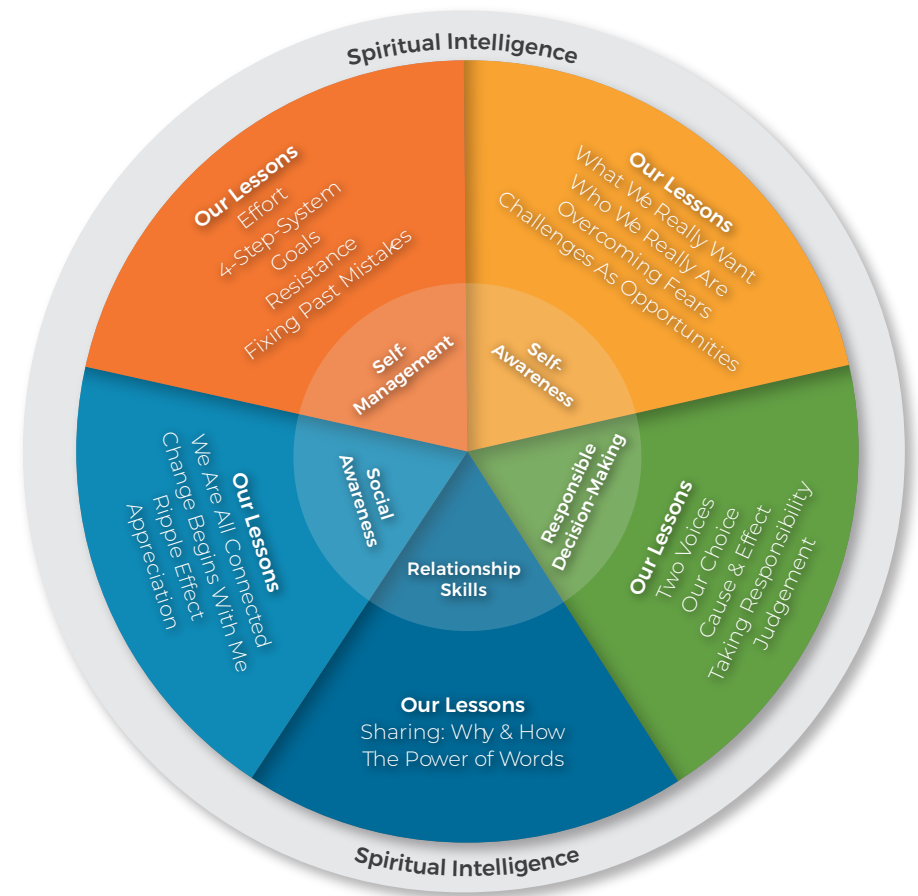 Spiritual Intelligence
Our Lessons
Effort
4-Step-System
Goals
Resistance
Fixing Past Mistakes
Self-
Management
Our Lessons
What We Really Want
Who We Really Are
Overcoming Fears
Challenges As Opportunities
Self-
Awareness
Our Lessons
We Are All Connected
Change Begins With Me
Ripple Effect
Appreciation
Social
Awareness
Responsible
Decision-Making
Our Lessons
Two Voices
Our Choice
Cause & Effect
Taking Responsibility
Judgement
Relationship
Skills
Our Lessons
Sharing: Why & How
The Power of Words
Spiritual Intelligence